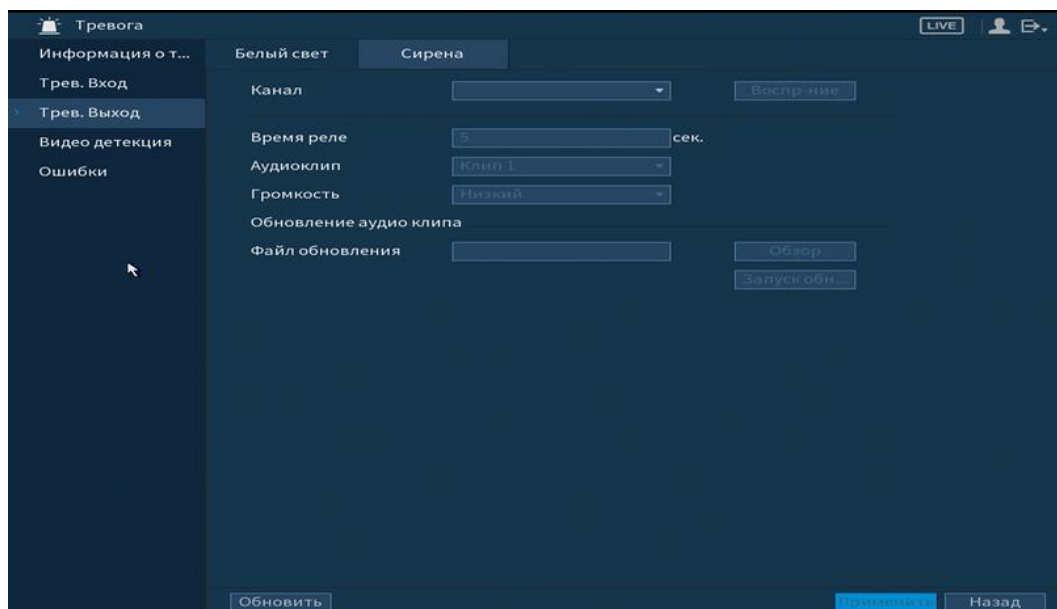 Тревога
LIVE
Информация о т...
Белый свет
Сирена
Трев. Вход
Канал
Воспр-ние
Трев. Выход
Время реле
5
сек.
Видео детекция
Аудиоклип
Клип 1
Ошибки
Громкость
Низкий
Обновление аудио клипа
Файл обновления
Обзор
Запуск обн...
Обновить
Применить
Назад